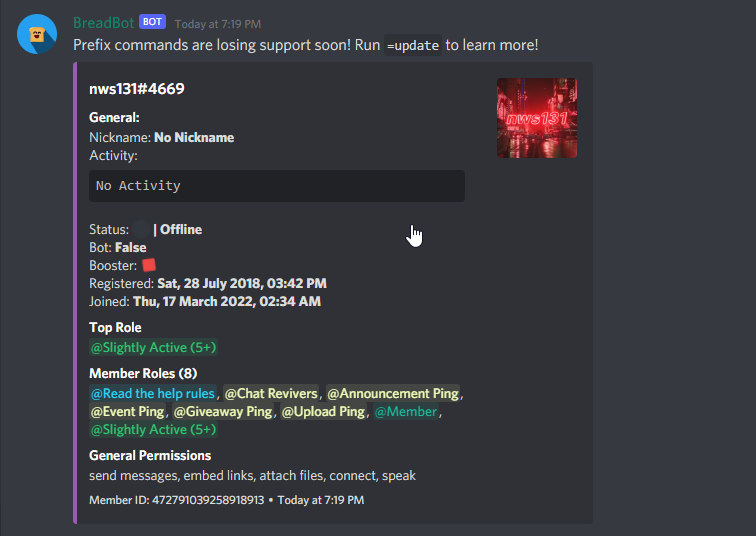 BreadBot BOT Today at 7:19 PM
Prefix commands are losing support soon! Run =update to learn more!
nws131#4669
nws131
General:
Nickname: No Nickname
Activity:
No Activity
Status: | Offline
Bot: False
Booster:
Registered: Sat, 28 July 2018, 03:42 PM
Joined: Thu, 17 March 2022, 02:34 AM
Top Role
@Slightly Active (5+)
Member Roles (8)
@Read the help rules, @Chat Revivers, @Announcement Ping,
@Event Ping, @Giveaway Ping, @Upload Ping, @Member,
@Slightly Active (5+)
General Permissions
send messages, embed links, attach files, connect, speak
Member ID: 472791039258918913 • Today at 7:19 PM